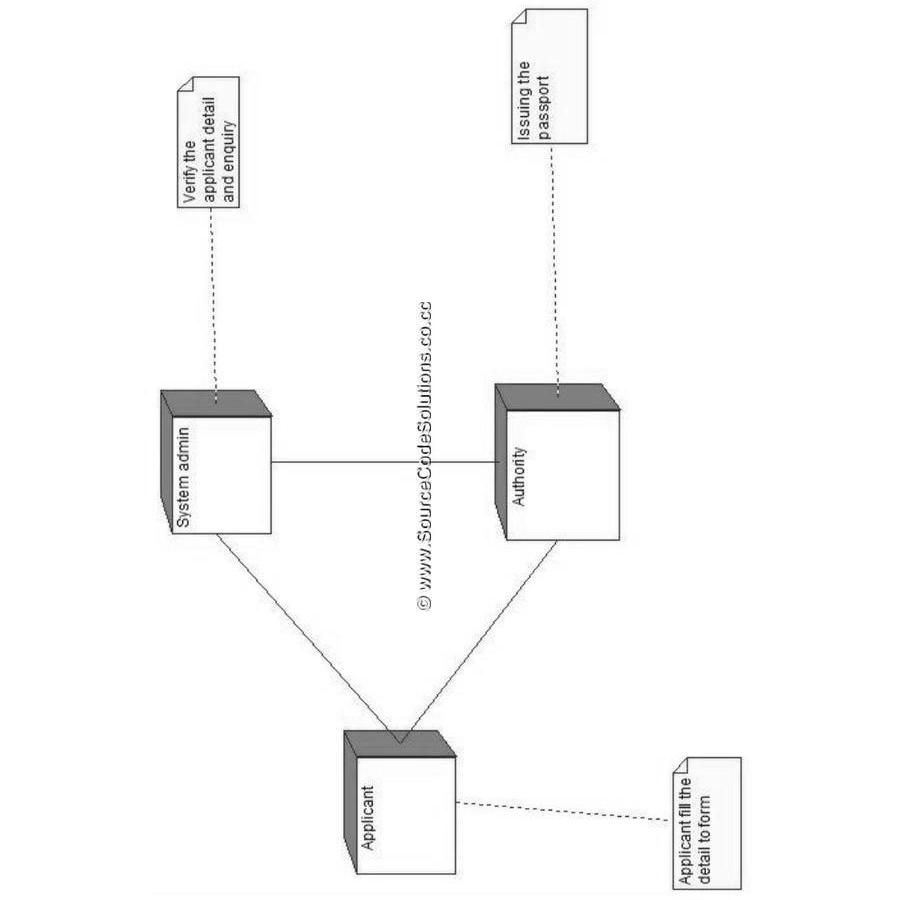 Verify the
applicant detail
and enquiry
Issuing the
passport
System admin
Authority
© www.SourceCodeSolutions.co.cc
Applicant
Applicant fill the
detail to form